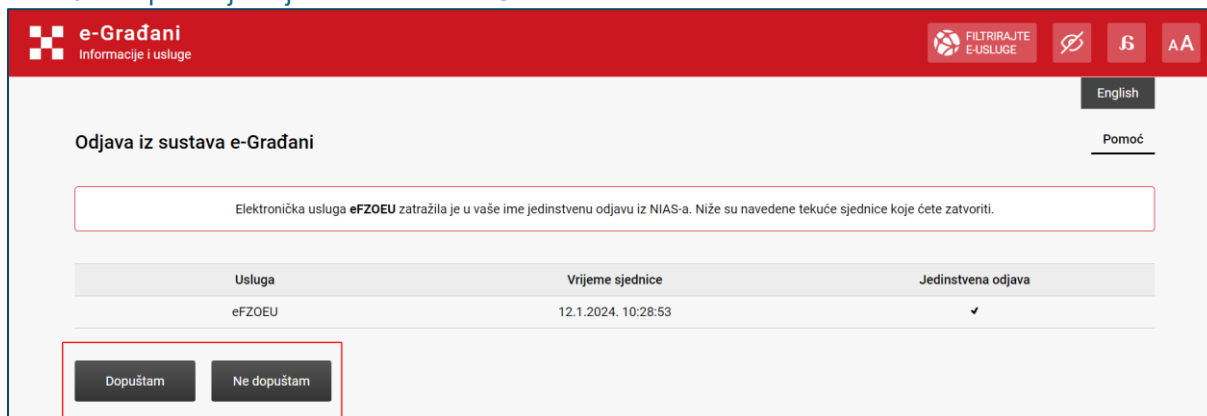 e-Građani
Informacije i usluge
FILTRIRAJTE
E-USLUGE
AA
English
Odjava iz sustava e-Građani
Pomoć
Elektronička usluga eFZOEU zatražila je u vaše ime jedinstvenu odjavu iz NIAS-a. Niže su navedene tekuće sjednice koje ćete zatvoriti.
Usluga Vrijeme sjednice Jedinstvena odjava
eFZOEU 12.1.2024. 10:28:53 ✔
Dopuštam Ne dopuštam